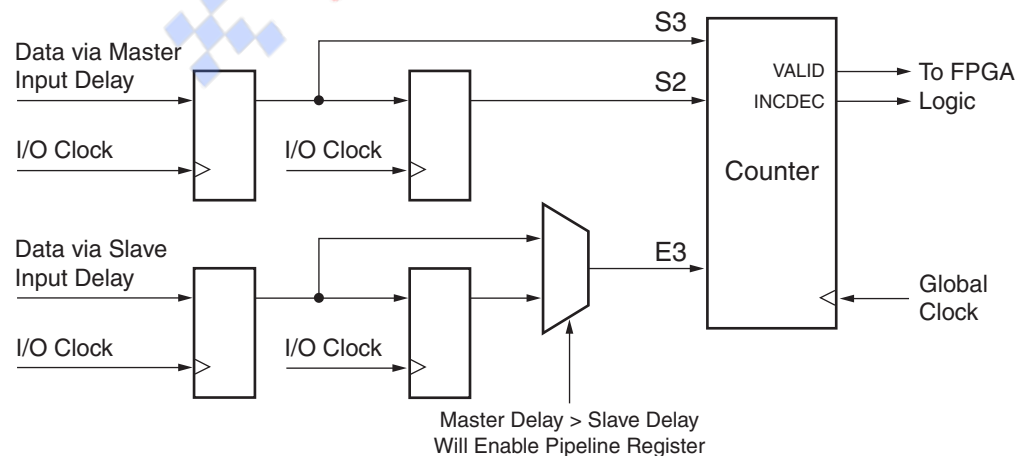 S3
Data via Master
Input Delay
S2
VALID
To FPGA
INCDEC
Logic
I/O Clock
I/O Clock
Counter
Data via Slave
Input Delay
E3
Global
Clock
I/O Clock
I/O Clock
Master Delay > Slave Delay
Will Enable Pipeline Register